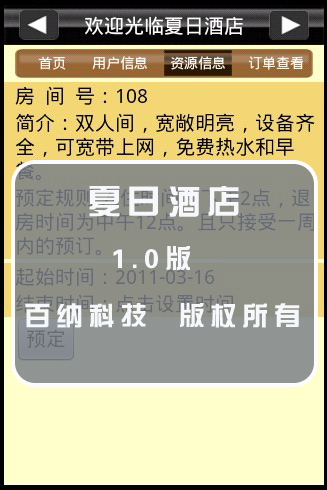 欢迎光临夏日酒店
首页 用户信息 资源信息 订单查看
房 间 号：108
简介：双人间，宽敞明亮，设备齐
全，可宽带上网，免费热水和早
餐。
预定规则 2点，退
房时间为中午12点。且只接受一周
内的预订。
夏日酒店
1.0版
起始时间：2011-03-16
结束时间：点击设置时间
百纳科技 版权所有
预定